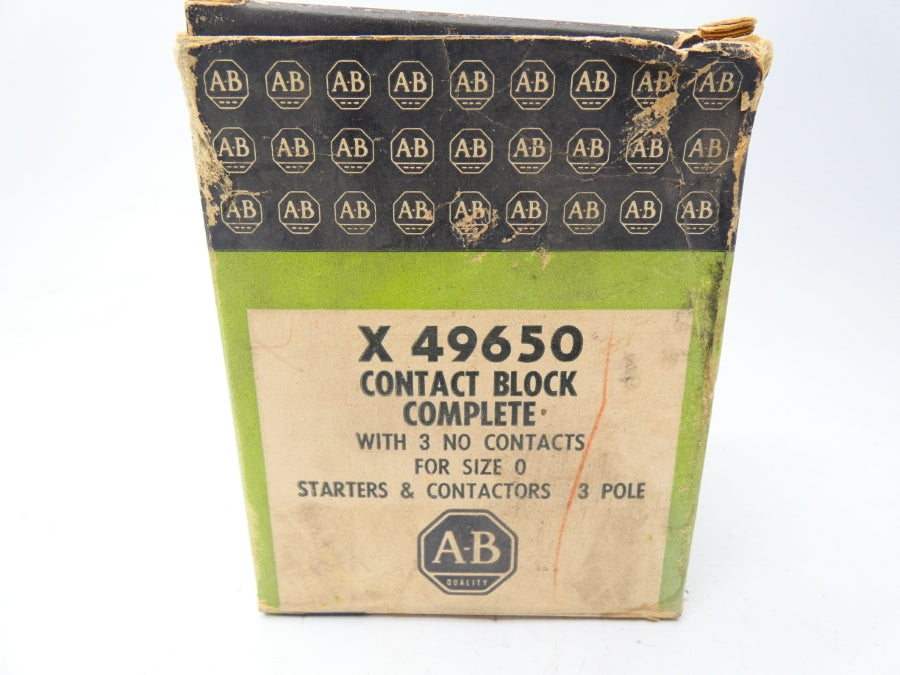 A-B A-B A-B A-B A-B A-B A-B A-B A-B
A-B A-B A-B A-B A-B A-B A-B A-B A-B
A-B A-B A-B A-B A-B A-B A-B A-B A-B
X 49650
CONTACT BLOCK
COMPLETE
WITH 3 NO CONTACTS
FOR SIZE 0
STARTERS & CONTACTORS 3 POLE
A-B
QUALITY